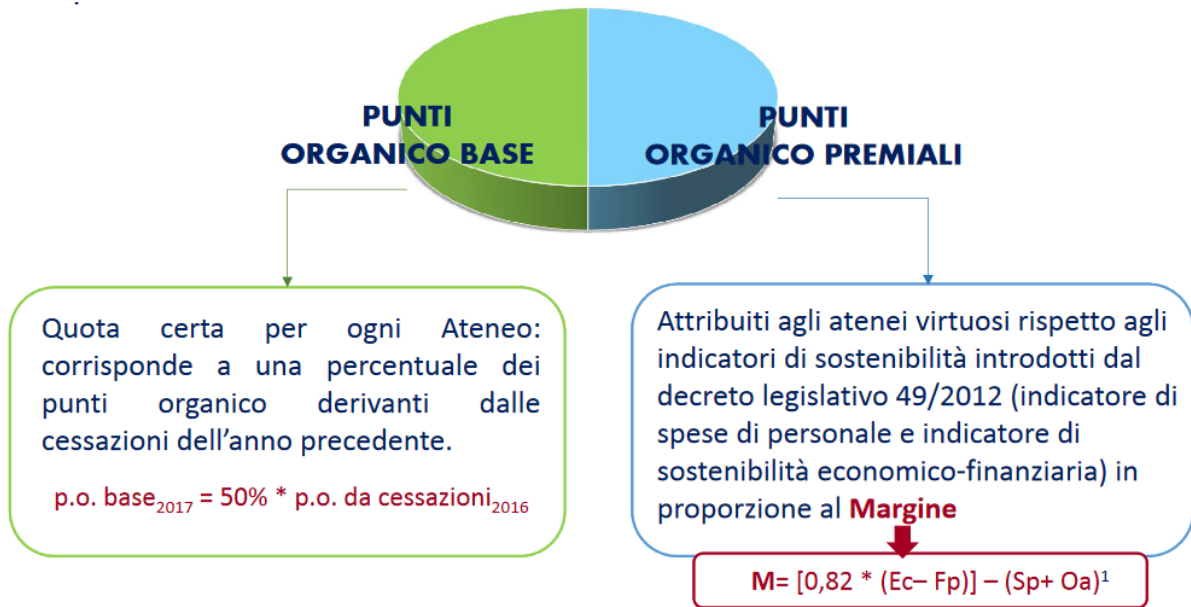 PUNTI
ORGANICO BASE
PUNTI
ORGANICO PREMIALI
Quota certa per ogni Ateneo:
corrisponde a una percentuale dei
punti organico derivanti dalle
cessazioni dell’anno precedente.
p.o. base2017 = 50% * p.o. da cessazioni2016
Attribuiti agli atenei virtuosi rispetto agli
indicatori di sostenibilità introdotti dal
decreto legislativo 49/2012 (indicatore di
spese di personale e indicatore di
sostenibilità economico-finanziaria) in
proporzione al Margine
M= [0,82 * (Ec– Fp)] – (Sp+ Oa)1